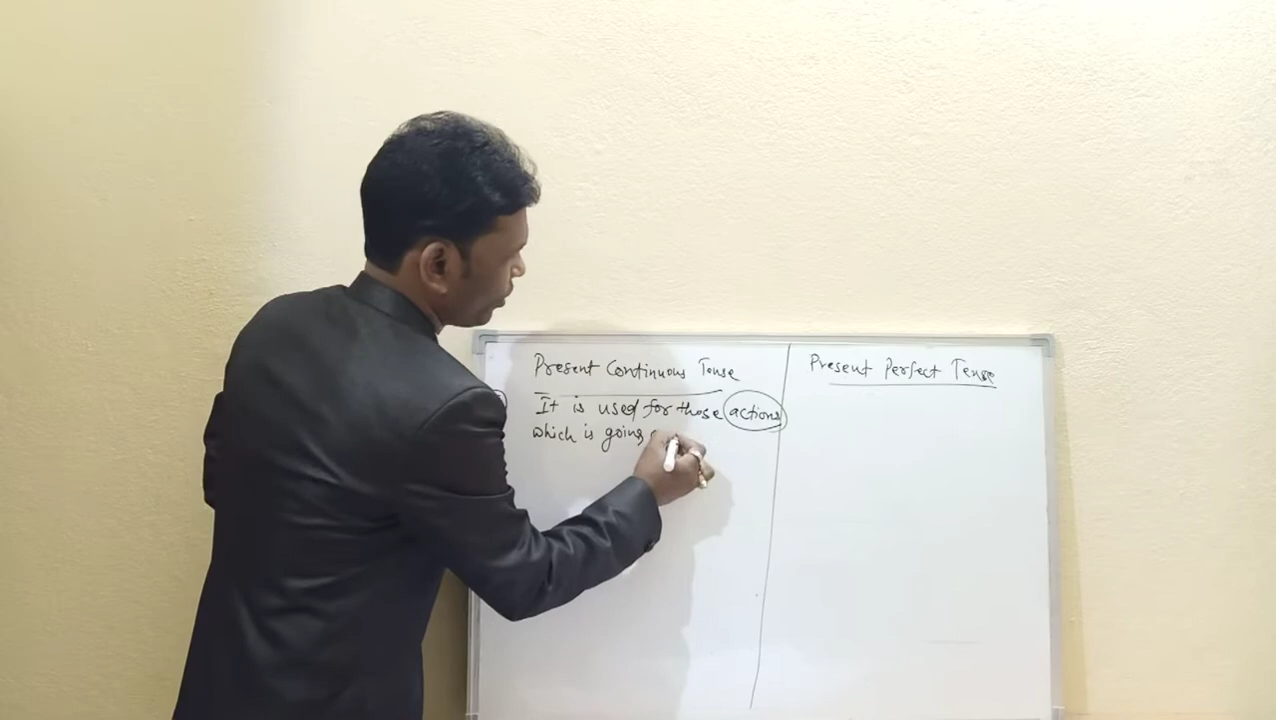 Present Continuous Tense
It is used for those actions
which is going
Present Perfect Tense